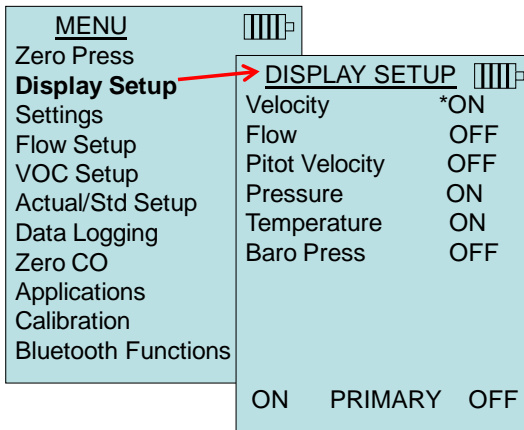 MENU
Zero Press
Display Setup
Settings
Flow Setup
VOC Setup
Actual/Std Setup
Data Logging
Zero CO
Applications
Calibration
Bluetooth Functions
DISPLAY SETUP
Velocity *ON
Flow OFF
Pitot Velocity OFF
Pressure ON
Temperature ON
Baro Press OFF
ON PRIMARY OFF